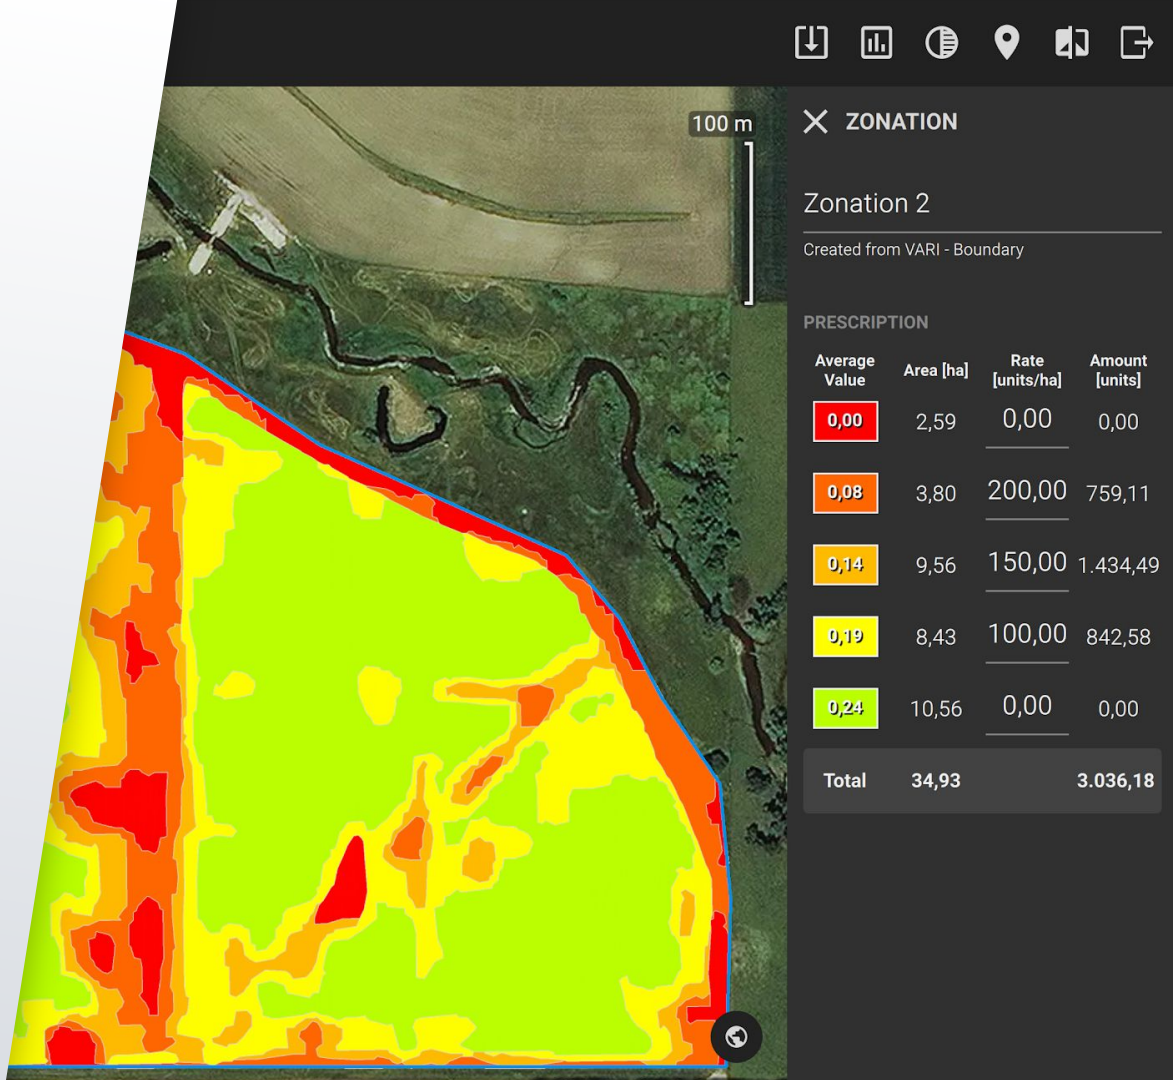 100 m
ZONATION
Zonation 2
Created from VARI - Boundary
PRESCRIPTION
Average Value Area [ha] Rate [units/ha] Amount [units]
0,00 2,59 0,00 0,00
0,08 3,80 200,00 759,11
0,14 9,56 150,00 1.434,49
0,19 8,43 100,00 842,58
0,24 10,56 0,00 0,00
Total 34,93 3.036,18